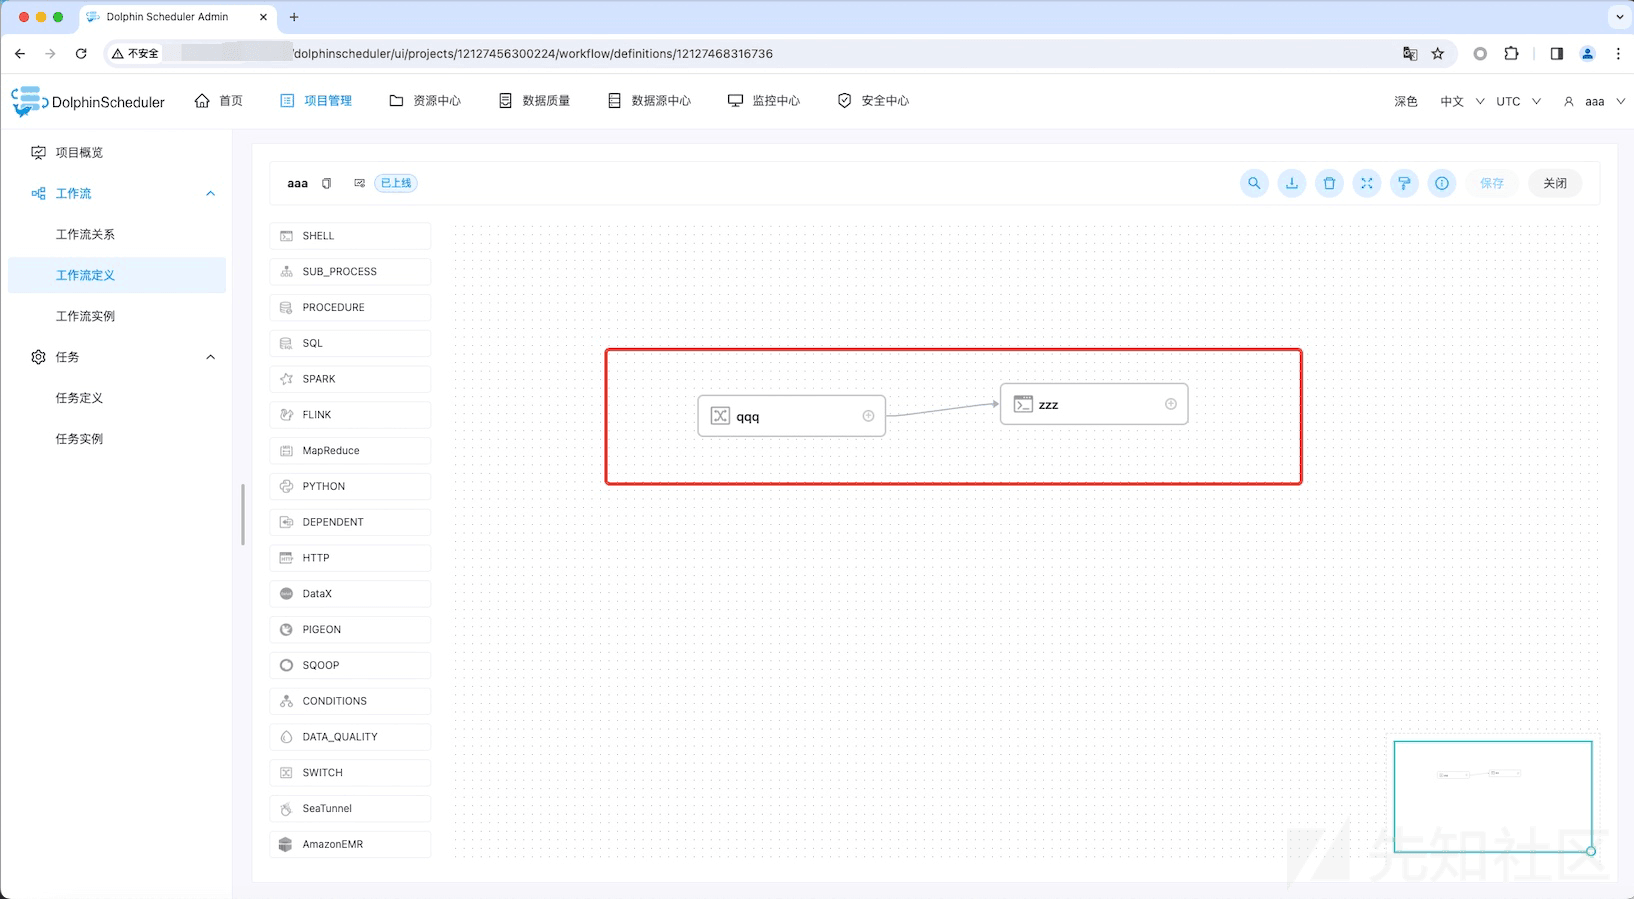 Dolphin Scheduler Admin
不安全
/dolphinscheduler/ui/projects/12127456300224/workflow/definitions/12127468316736
DolphinScheduler
首页
项目管理
资源中心
数据质量
数据源中心
监控中心
安全中心
深色
中文
UTC
aaa
项目概览
工作流
工作流关系
工作流定义
工作流实例
任务
任务定义
任务实例
aaa
已上线
保存
关闭
SHELL
SUB_PROCESS
PROCEDURE
SQL
SPARK
FLINK
MapReduce
PYTHON
DEPENDENT
HTTP
DataX
PIGEON
SQOOP
CONDITIONS
DATA_QUALITY
SWITCH
SeaTunnel
AmazonEMR
qqq
zzz
先知社区